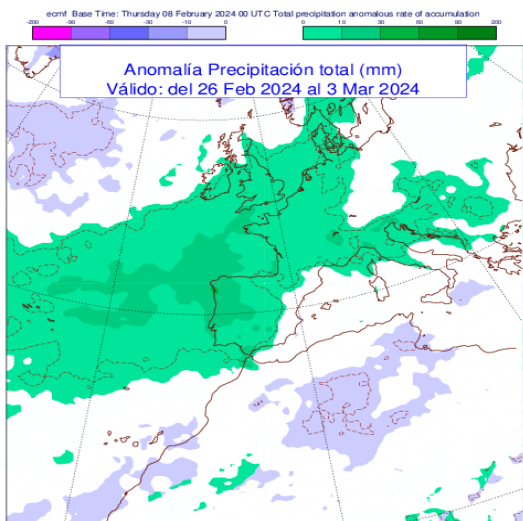 ecmf Base Time: Thursday 08 February 2024 00 UTC Total precipitation anomalous rate of accumulation
-200 -90 -60 -30 -10 0 0 10 30 60 90 200
Anomalía Precipitación total (mm)
Válido: del 26 Feb 2024 al 3 Mar 2024